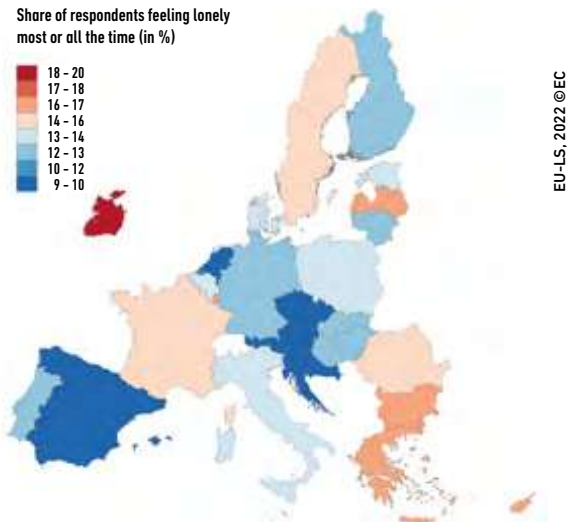 Share of respondents feeling lonely
most or all the time (in %)
18 - 20
17 - 18
16 - 17
14 - 16
13 - 14
12 - 13
10 - 12
9 - 10
EU-LS, 2022 ©EC